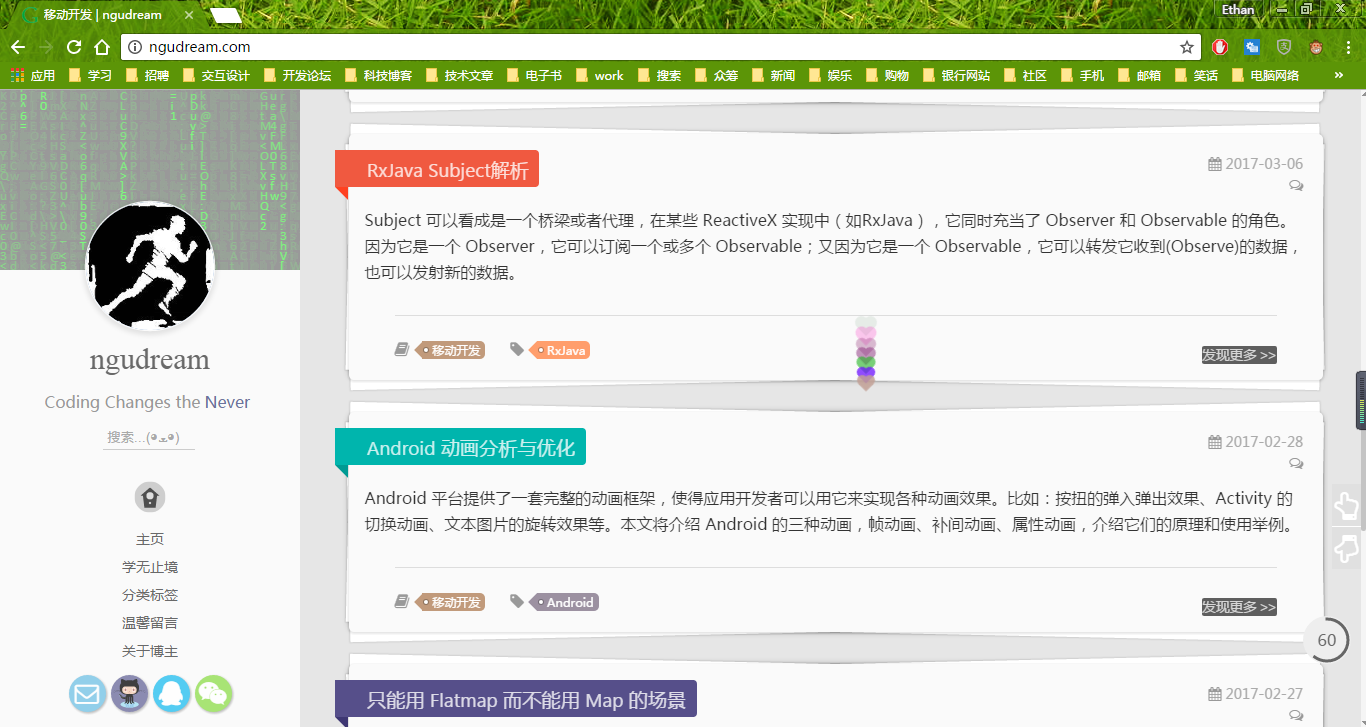 移动开发 | ngudream
Ethan
ngudream.com
应用 学习 招聘 交互设计 开发论坛 科技博客 技术文章 电子书 work 搜索 众筹 新闻 娱乐 购物 银行网站 社区 手机 邮箱 笑话 电脑网络 »
ngudream
Coding Changes the Never
搜索...(•̀ᆺ•́)
主页
学无止境
分类标签
温馨留言
关于博主
RxJava Subject解析
2017-03-06
Subject 可以看成是一个桥梁或者代理，在某些 ReactiveX 实现中（如RxJava），它同时充当了 Observer 和 Observable 的角色。
因为它是一个 Observer，它可以订阅一个或多个 Observable；又因为它是一个 Observable，它可以转发它收到(Observe)的数据，
也可以发射新的数据。
移动开发 RxJava
发现更多 >>
Android 动画分析与优化
2017-02-28
Android 平台提供了一套完整的动画框架，使得应用开发者可以用它来实现各种动画效果。比如：按扭的弹入弹出效果、Activity 的
切换动画、文本图片的旋转效果等。本文将介绍 Android 的三种动画，帧动画、补间动画、属性动画，介绍它们的原理和使用举例。
移动开发 Android
发现更多 >>
60
只能用 Flatmap 而不能用 Map 的场景
2017-02-27